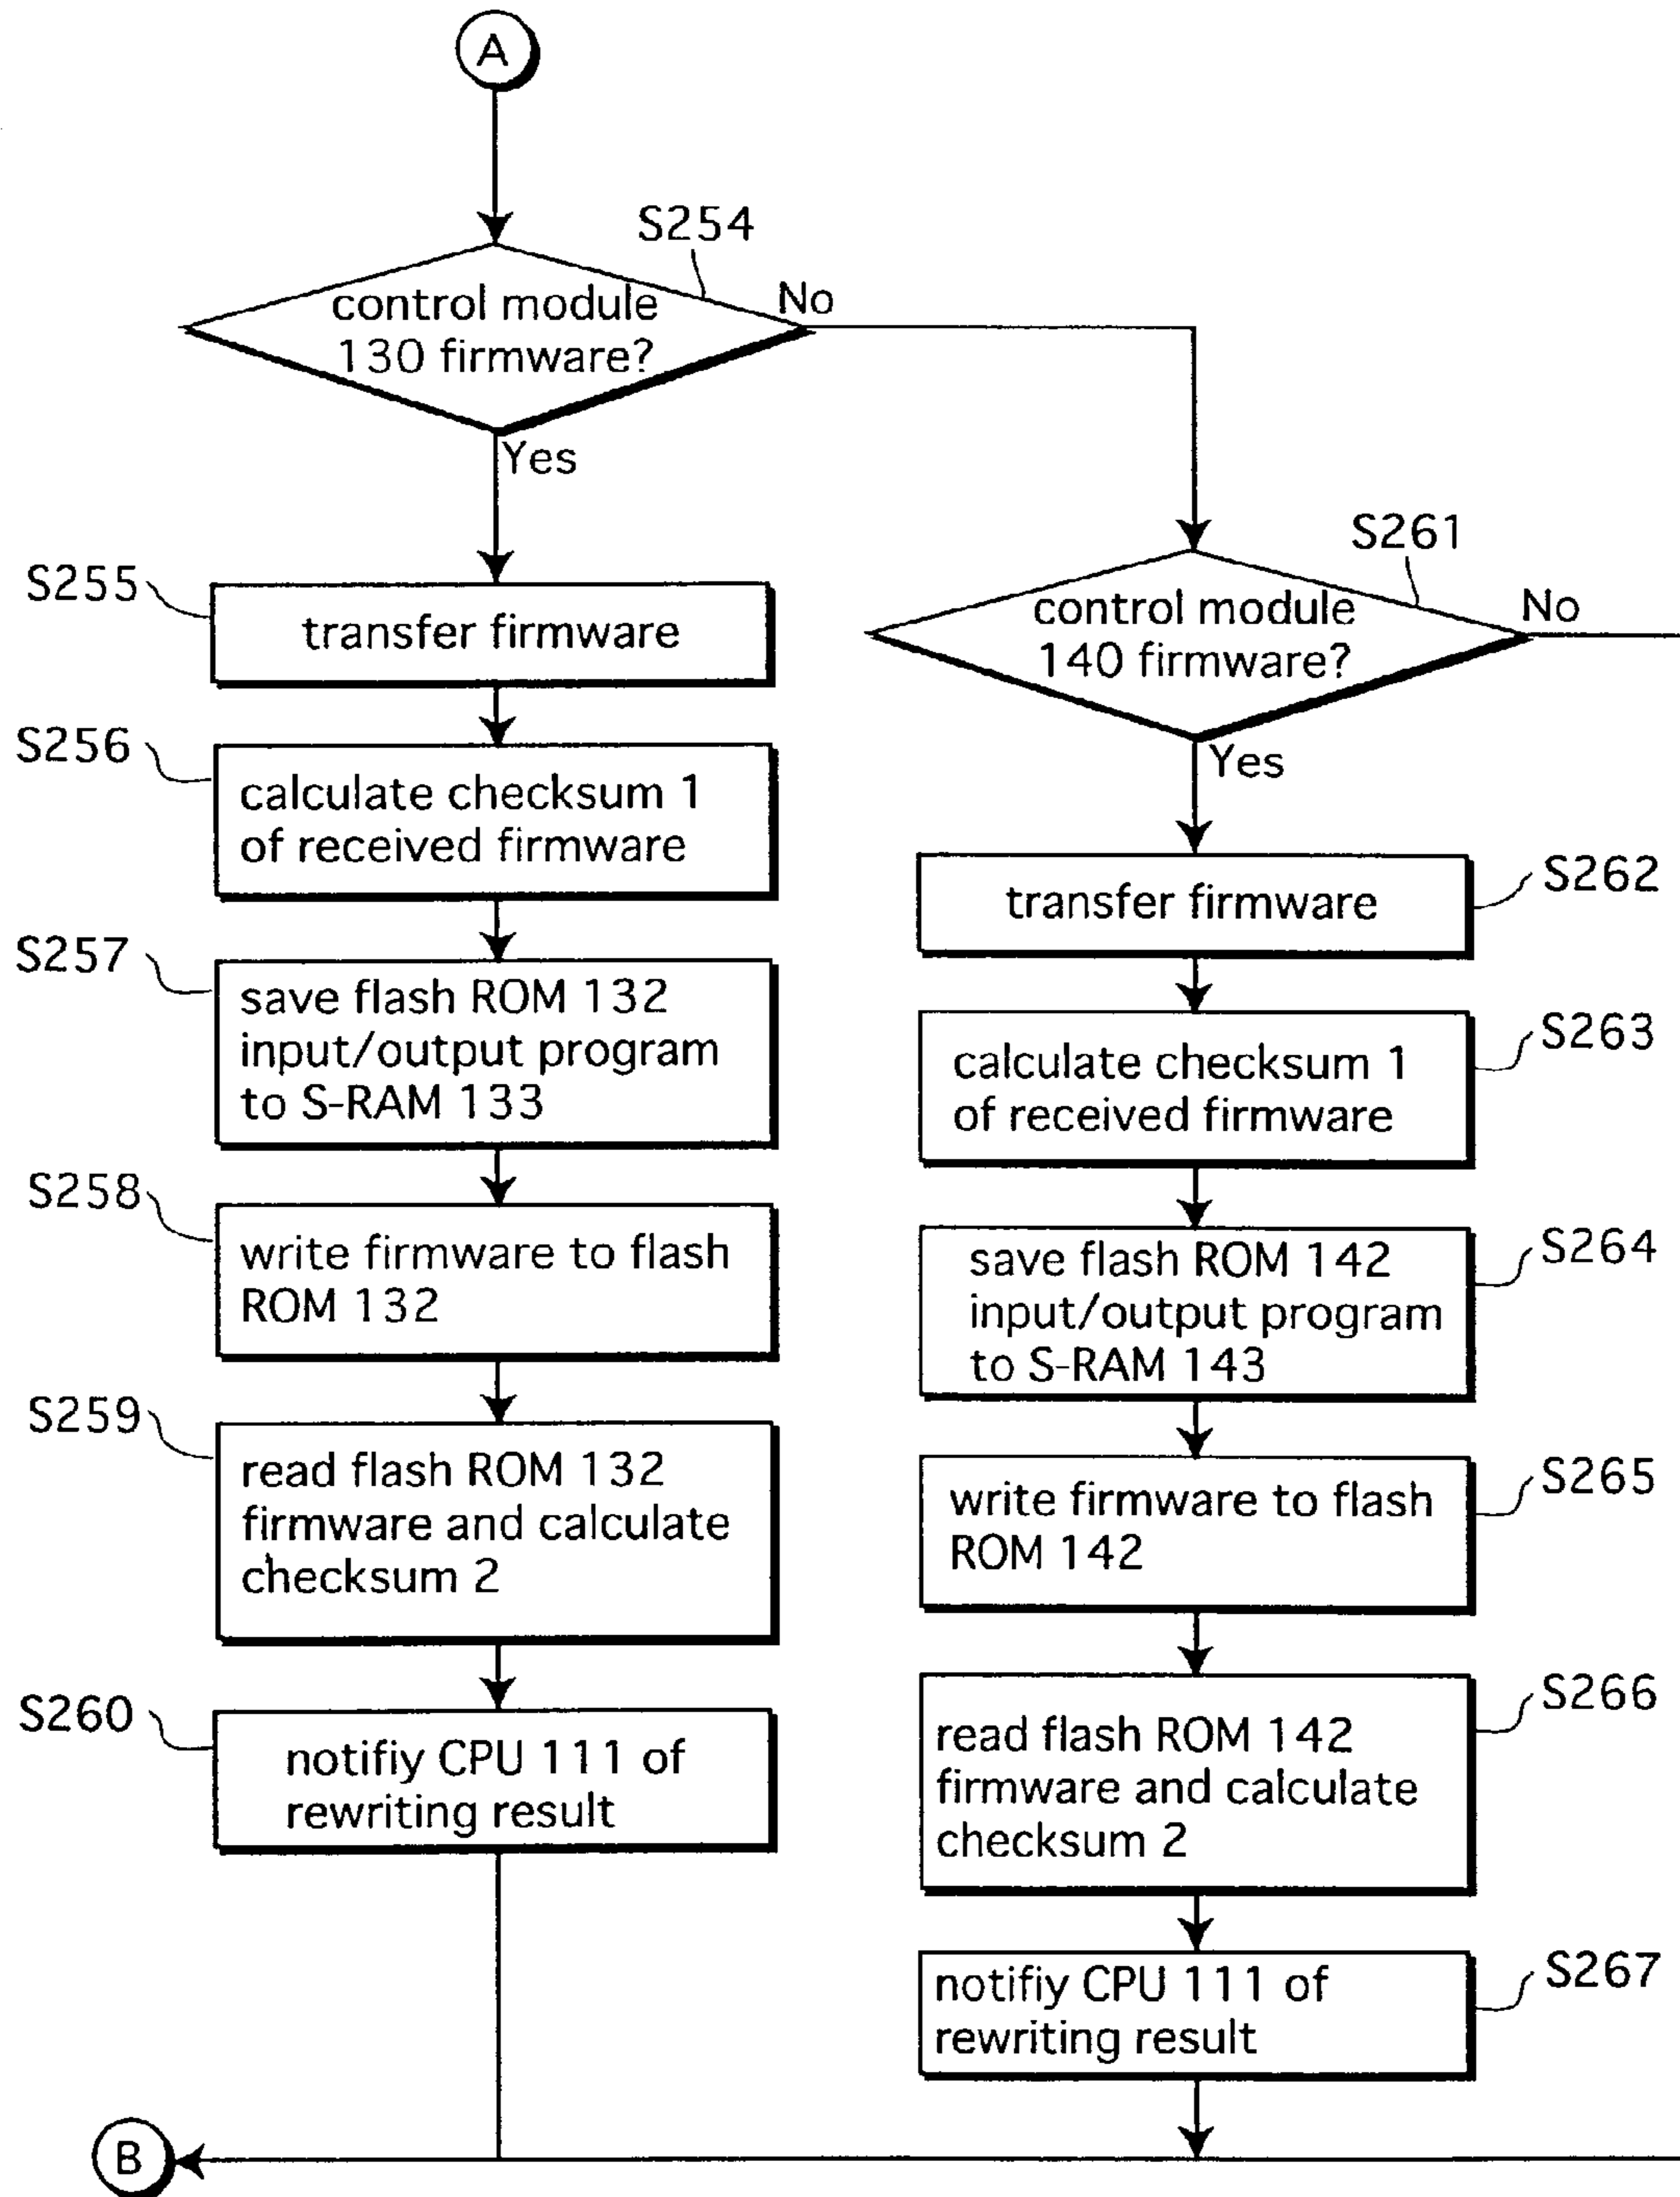 A
S254
control module
130 firmware?
No
Yes
S255
transfer firmware
S256
calculate checksum 1
of received firmware
S257
save flash ROM 132
input/output program
to S-RAM 133
S258
write firmware to flash
ROM 132
S259
read flash ROM 132
firmware and calculate
checksum 2
S260
notifiy CPU 111 of
rewriting result
S261
control module
140 firmware?
No
Yes
S262
transfer firmware
S263
calculate checksum 1
of received firmware
S264
save flash ROM 142
input/output program
to S-RAM 143
S265
write firmware to flash
ROM 142
S266
read flash ROM 142
firmware and calculate
checksum 2
S267
notifiy CPU 111 of
rewriting result
B